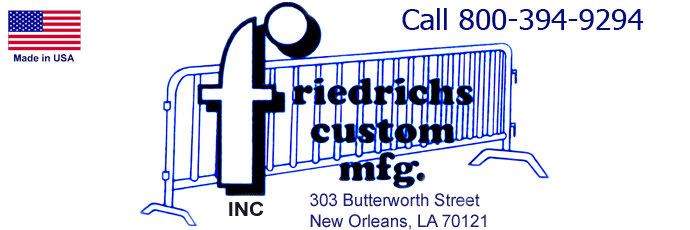 Call 800-394-9294
Made in USA
friedrichs
custom
mfg.
INC
303 Butterworth Street
New Orleans, LA 70121